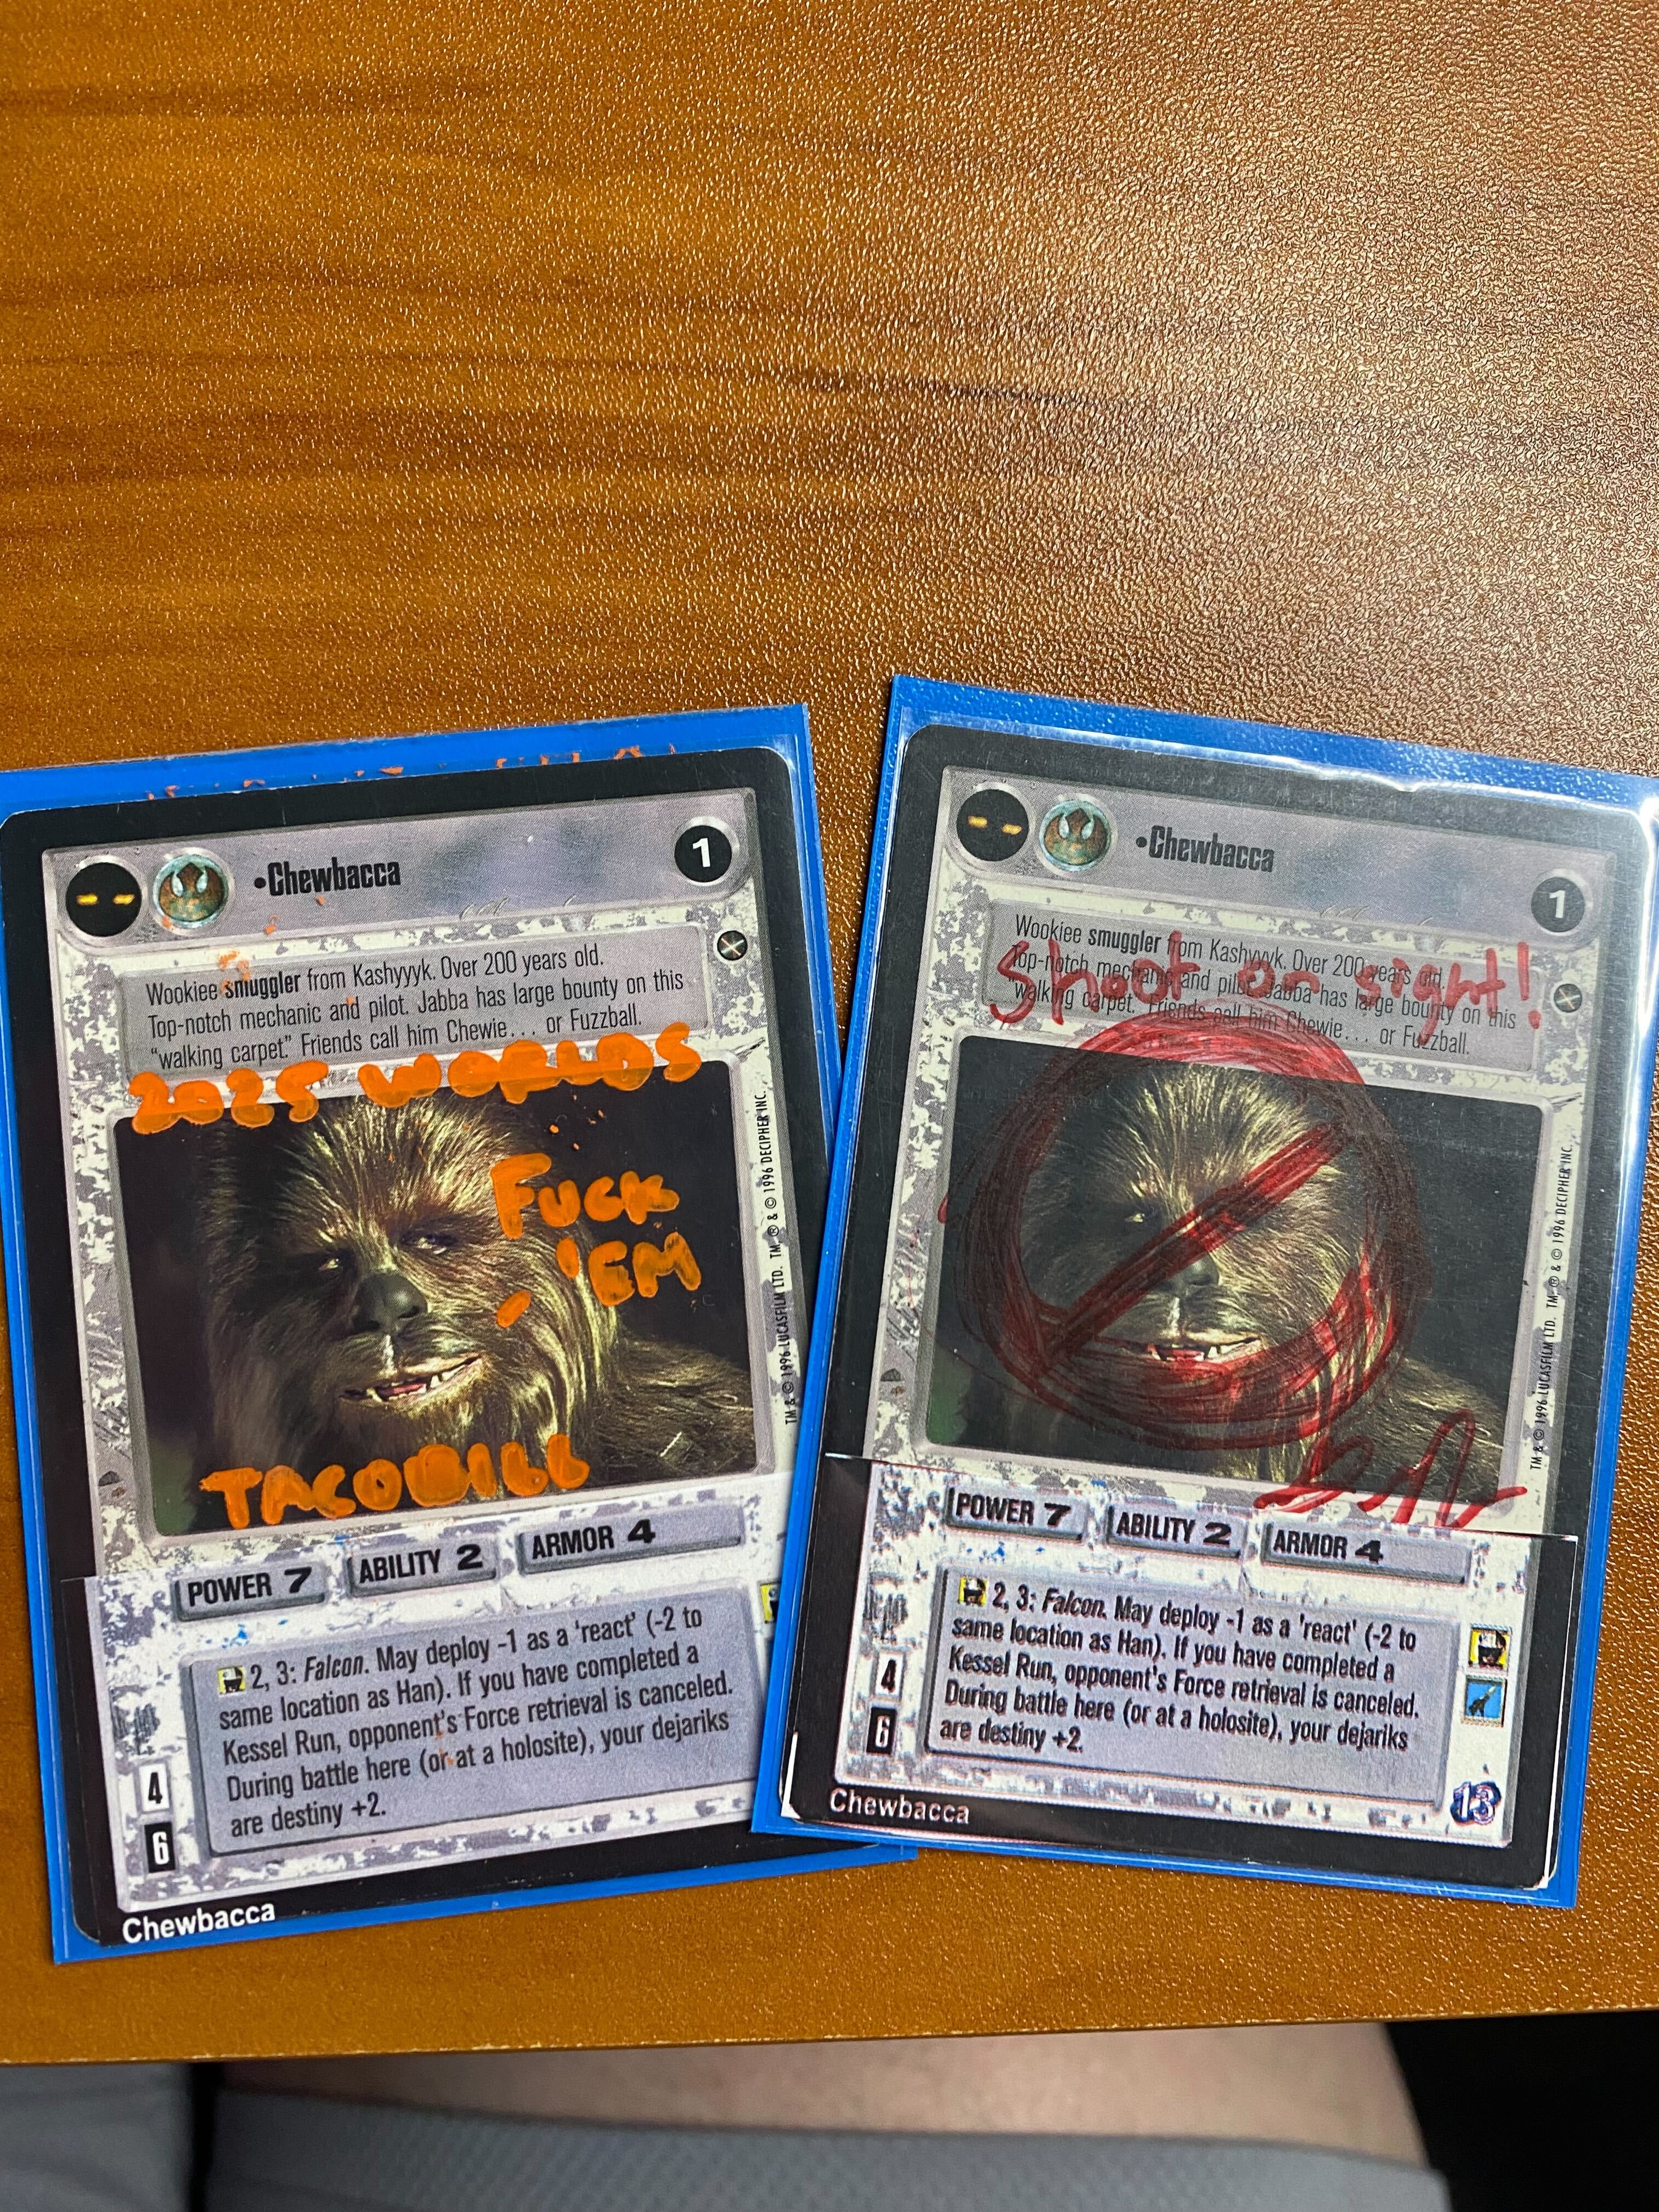 •Chewbacca
1
Wookiee smuggler from Kashyyyk. Over 200 years old.
Top-notch mechanic and pilot. Jabba has large bounty on this
"walking carpet." Friends call him Chewie... or Fuzzball.
2025 WORLDS
FUCK
'EM
-
TACOBILL
TM & © 1996 LUCASFILM LTD. TM, ® & © 1996 DECIPHER INC.
POWER 7
ABILITY 2
ARMOR 4
2, 3: Falcon. May deploy -1 as a 'react' (-2 to
same location as Han). If you have completed a
Kessel Run, opponent's Force retrieval is canceled.
During battle here (or at a holosite), your dejariks
are destiny +2.
4
6
Chewbacca
•Chewbacca
1
Wookiee smuggler from Kashyyyk. Over 200 years old.
Top-notch mechanic and pilot. Jabba has large bounty on this
"walking carpet." Friends call him Chewie... or Fuzzball.
Shoot on sight!
TM & © 1996 LUCASFILM LTD. TM, ® & © 1996 DECIPHER INC.
POWER 7
ABILITY 2
ARMOR 4
2, 3: Falcon. May deploy -1 as a 'react' (-2 to
same location as Han). If you have completed a
Kessel Run, opponent's Force retrieval is canceled.
During battle here (or at a holosite), your dejariks
are destiny +2.
4
6
13
Chewbacca